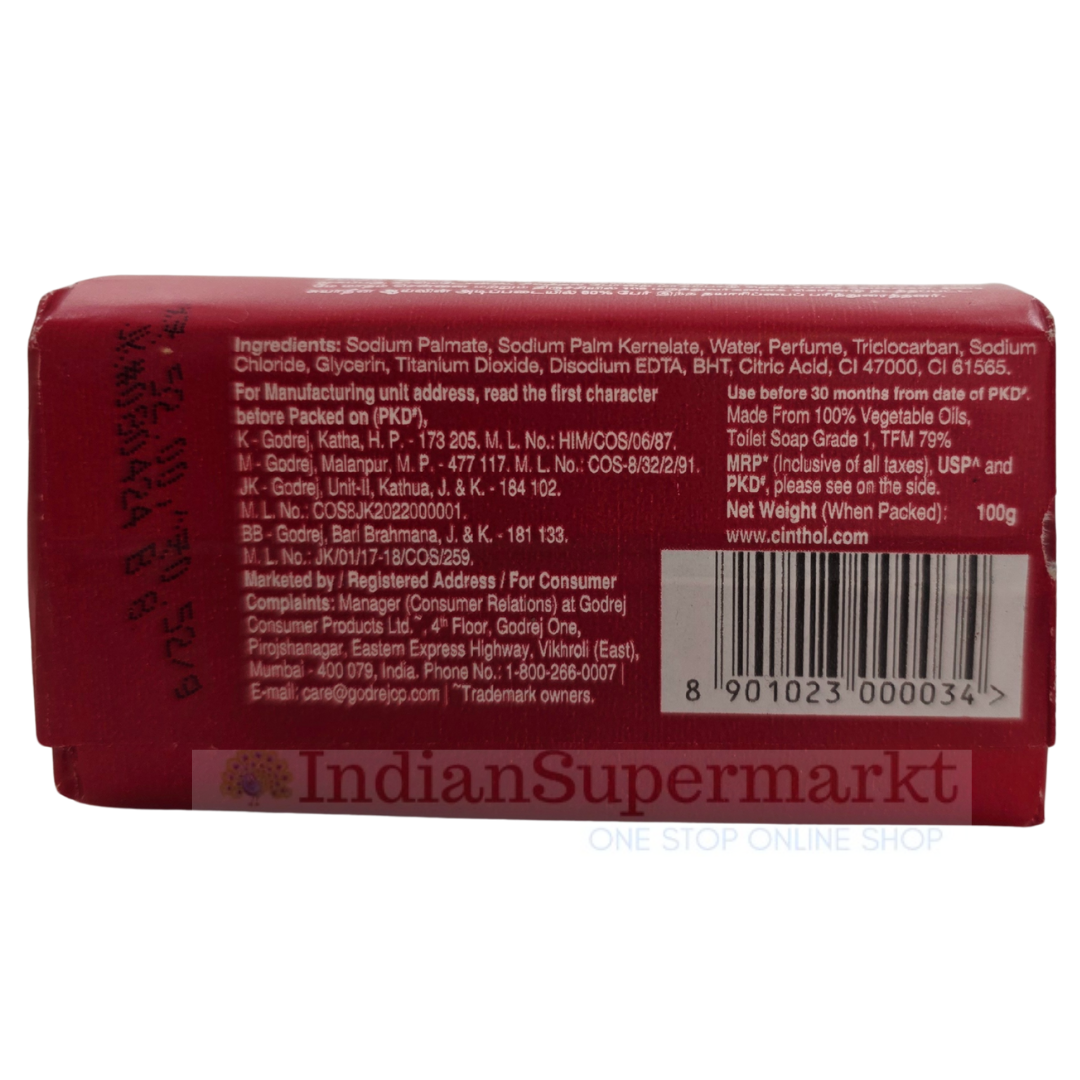 Ingredients: Sodium Palmate, Sodium Palm Kernelate, Water, Perfume, Triclocarban, Sodium
Chloride, Glycerin, Titanium Dioxide, Disodium EDTA, BHT, Citric Acid, CI 47000, CI 61565.
For Manufacturing unit address, read the first character
before Packed on (PKD#),
K - Godrej, Katha, H. P. - 173 205. M. L. No.: HIM/COS/06/87.
M - Godrej, Malanpur, M. P. - 477 117. M. L. No.: COS-8/32/2/91.
JK - Godrej, Unit-II, Kathua, J. & K. - 184 102.
M. L. No.: COS8JK2022000001.
BB - Godrej, Bari Brahmana, J. & K. - 181 133.
M. L. No.: JK/01/17-18/COS/259.
Marketed by / Registered Address / For Consumer
Complaints: Manager (Consumer Relations) at Godrej
Consumer Products Ltd.~, 4th Floor, Godrej One,
Pirojshanagar, Eastern Express Highway, Vikhroli (East),
Mumbai - 400 079, India. Phone No.: 1-800-266-0007 |
E-mail: care@godrejcp.com | ~Trademark owners.
Use before 30 months from date of PKD#.
Made From 100% Vegetable Oils,
Toilet Soap Grade 1, TFM 79%
MRP* (Inclusive of all taxes), USP^ and
PKD#, please see on the side.
Net Weight (When Packed): 100g
www.cinthol.com
8 901023 000034 >
IndianSupermarkt
ONE STOP ONLINE SHOP